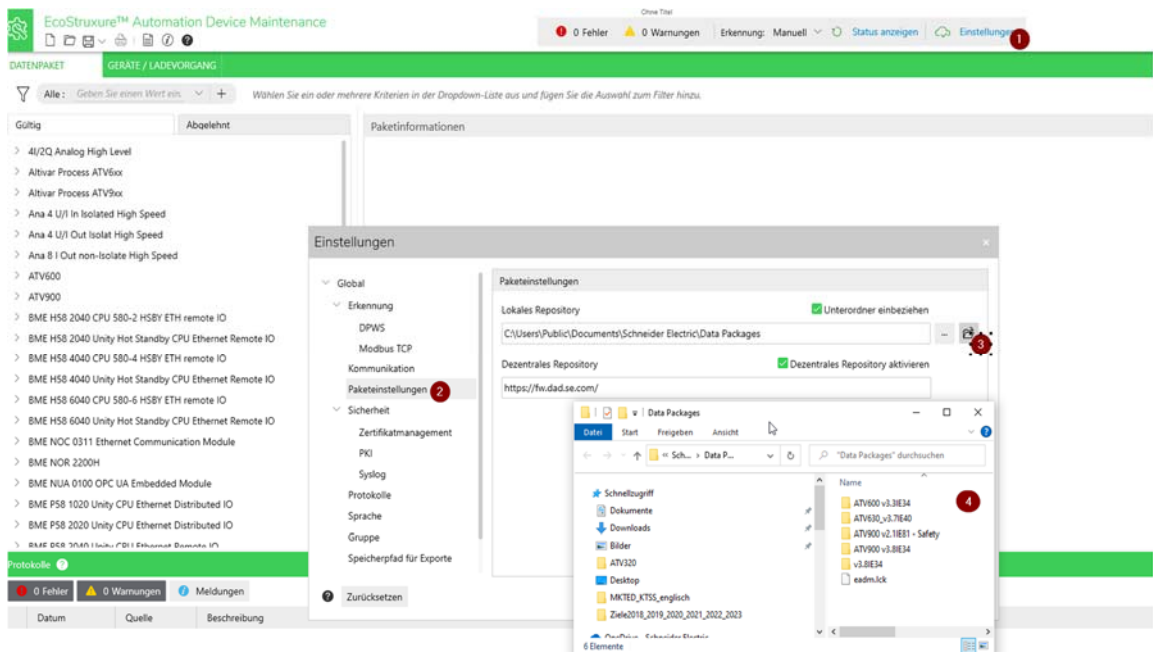 Ohne Titel
EcoStruxure™ Automation Device Maintenance
0 Fehler 0 Warnungen Erkennung: Manuell Status anzeigen Einstellungen
1
DATENPAKET GERÄTE / LADEVORGANG
Alle : Geben Sie einen Wert ein. Wählen Sie ein oder mehrere Kriterien in der Dropdown-Liste aus und fügen Sie die Auswahl zum Filter hinzu.
Gültig Abgelehnt Paketinformationen
4I/2Q Analog High Level
Altivar Process ATV6xx
Altivar Process ATV9xx
Ana 4 U/I In Isolated High Speed
Ana 4 U/I Out Isolat High Speed
Ana 8 I Out non-Isolate High Speed
ATV600
ATV900
BME H58 2040 CPU 580-2 HSBY ETH remote IO
BME H58 2040 Unity Hot Standby CPU Ethernet Remote IO
BME H58 4040 CPU 580-4 HSBY ETH remote IO
BME H58 4040 Unity Hot Standby CPU Ethernet Remote IO
BME H58 6040 CPU 580-6 HSBY ETH remote IO
BME H58 6040 Unity Hot Standby CPU Ethernet Remote IO
BME NOC 0311 Ethernet Communication Module
BME NOR 2200H
BME NUA 0100 OPC UA Embedded Module
BME P58 1020 Unity CPU Ethernet Distributed IO
BME P58 2020 Unity CPU Ethernet Distributed IO
BME P58 2040 Unity CPU Ethernet Remote IO
Einstellungen
Global
Erkennung
DPWS
Modbus TCP
Kommunikation
Paketeinstellungen 2
Sicherheit
Zertifikatmanagement
PKI
Syslog
Protokolle
Sprache
Gruppe
Speicherpfad für Exporte
Zurücksetzen
Paketeinstellungen
Lokales Repository Unterordner einbeziehen
C:\Users\Public\Documents\Schneider Electric\Data Packages ...
3
Dezentrales Repository Dezentrales Repository aktivieren
https://fw.dad.se.com/
Data Packages
Datei Start Freigeben Ansicht
« Sch... › Data P... "Data Packages" durchsuchen
Schnellzugriff
Dokumente
Downloads
Bilder
ATV320
Desktop
MKTED_KTSS_englisch
Ziele2018_2019_2020_2021_2022_2023
OneDrive - Schneider Electric
Name
4
ATV600 v3.3IE34
ATV630_v3.7IE40
ATV900 v2.1IE81 - Safety
ATV900 v3.8IE34
v3.8IE34
eadm.lck
6 Elemente
Protokolle
0 Fehler 0 Warnungen Meldungen
Datum Quelle Beschreibung